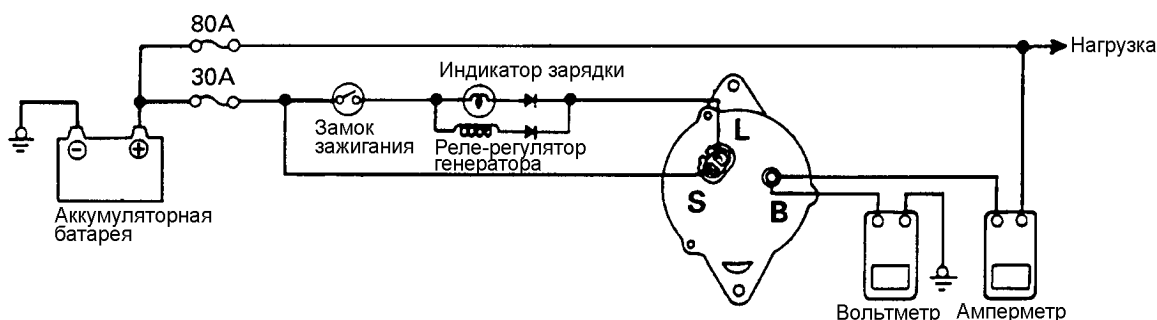 80A
Нагрузка
30A
Индикатор зарядки
Замок
зажигания
Реле-регулятор
генератора
L
S
B
Аккумуляторная
батарея
Вольтметр
Амперметр